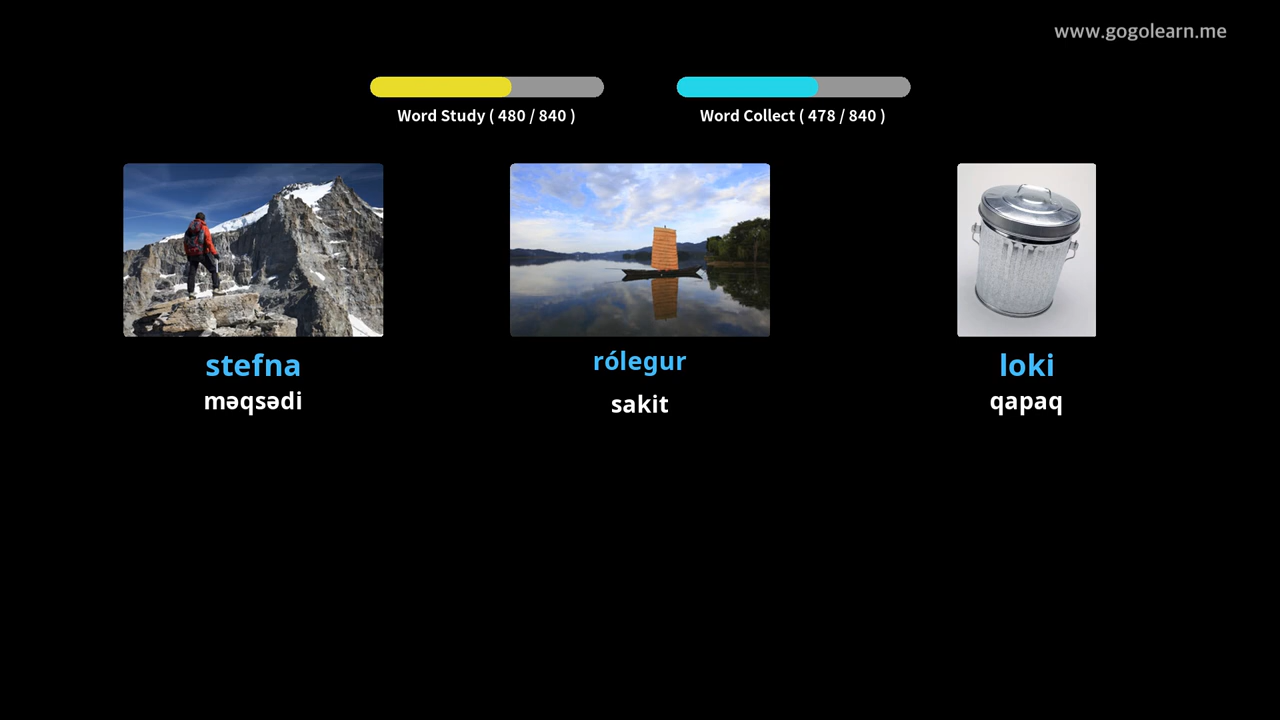 www.gogolearn.me
Word Study ( 480 / 840 )
Word Collect ( 478 / 840 )
stefna
məqsədi
rólegur
sakit
loki
qapaq